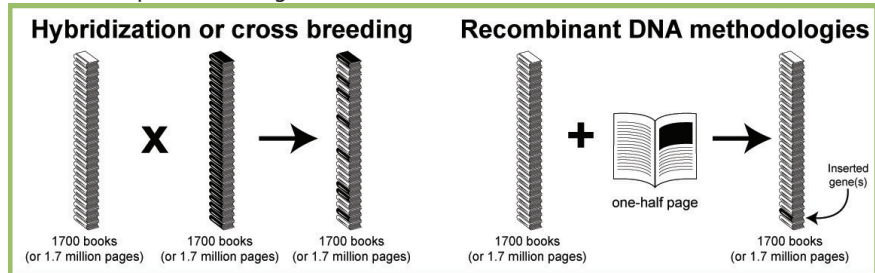 Hybridization or cross breeding
Recombinant DNA methodologies
X
+
one-half page
Inserted
gene(s)
1700 books
(or 1.7 million pages)
1700 books
(or 1.7 million pages)
1700 books
(or 1.7 million pages)
1700 books
(or 1.7 million pages)
1700 books
(or 1.7 million pages)